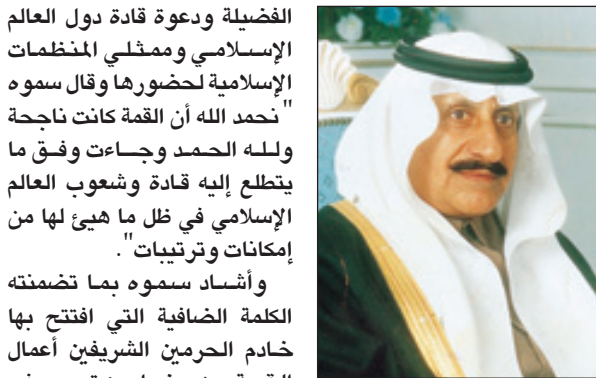 الفضيلة ودعوة قادة دول العالم
الإسلامي وممثلي المنظمات
الإسلامية لحضورها وقال سموه
"نحمد الله أن القمة كانت ناجحة
ولله الحمد وجاءت وفق ما
يتطلع إليه قادة وشعوب العالم
الإسلامي في ظل ما هيئ لها من
إمكانات وترتيبات".
وأشاد سموه بما تضمنته
الكلمة الضافية التي افتتح بها
خادم الحرمين الشريفين أعمال